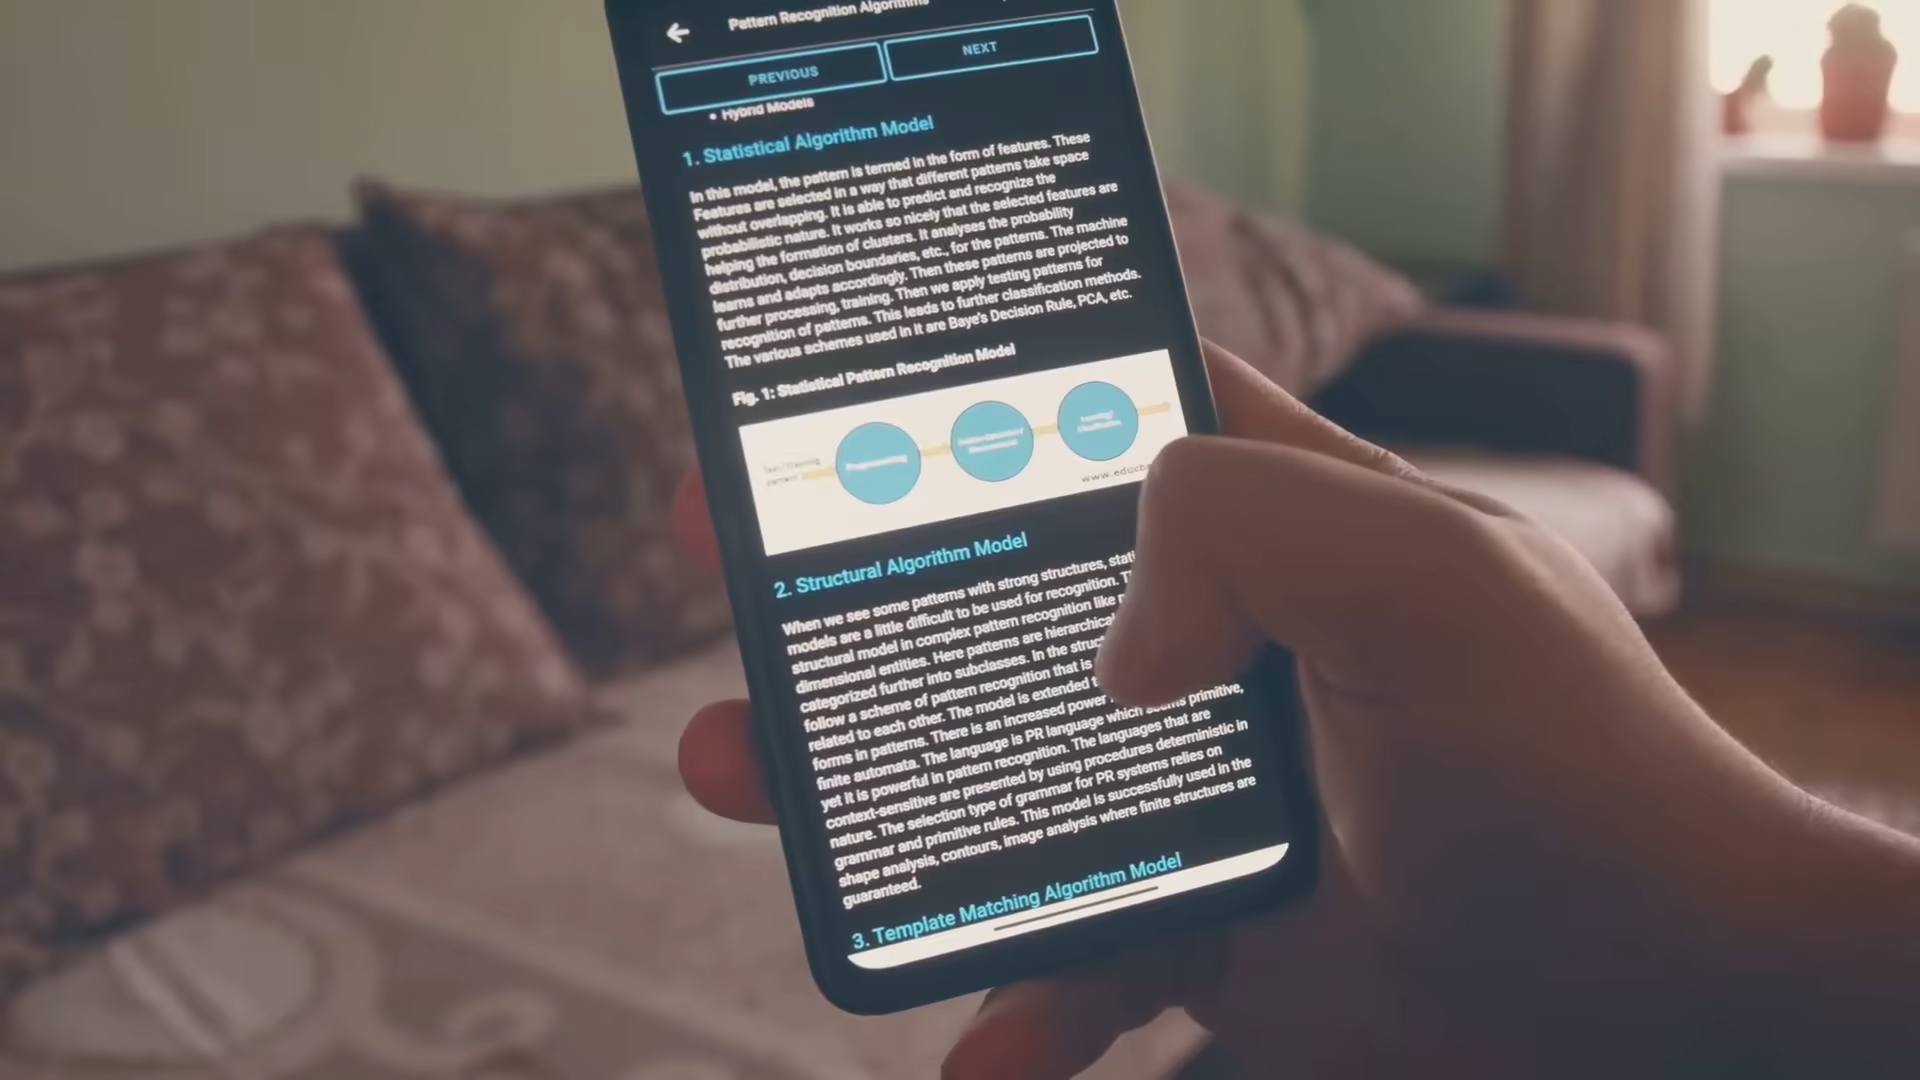 Pattern Recognition Algorithms
PREVIOUS
NEXT
• Hybrid Models
1. Statistical Algorithm Model
In this model, the pattern is termed in the form of features. These
Features are selected in a way that different patterns take space
without overlapping. It is able to predict and recognize the
probabilistic nature. It works so nicely that the selected features are
helping the formation of clusters. It analyses the probability
distribution, decision boundaries, etc., for the patterns. The machine
learns and adapts accordingly. Then these patterns are projected to
further processing, training. Then we apply testing patterns for
recognition of patterns. This leads to further classification methods.
The various schemes used in it are Baye's Decision Rule, PCA, etc.
Fig. 1: Statistical Pattern Recognition Model
pattern
www.educba
2. Structural Algorithm Model
When we see some patterns with strong structures, stati
models are a little difficult to be used for recognition.
structural model in complex pattern recognition like
dimensional entities. Here patterns are hierarchical
categorized further into subclasses. In the struc
follow a scheme of pattern recognition that is
related to each other. The model is extended
forms in patterns. There is an increased power
finite automata. The language is PR language which seems primitive,
yet it is powerful in pattern recognition. The languages that are
context-sensitive are presented by using procedures deterministic in
nature. The selection type of grammar for PR systems relies on
grammar and primitive rules. This model is successfully used in the
shape analysis, contours, image analysis where finite structures are
guaranteed.
3. Template Matching Algorithm Model